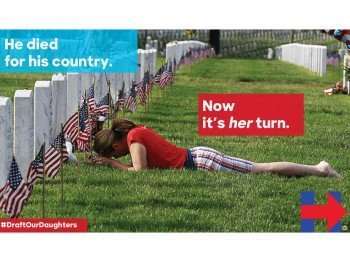 He died
for his country.
Now
it's her turn.
#DraftOurDaughters